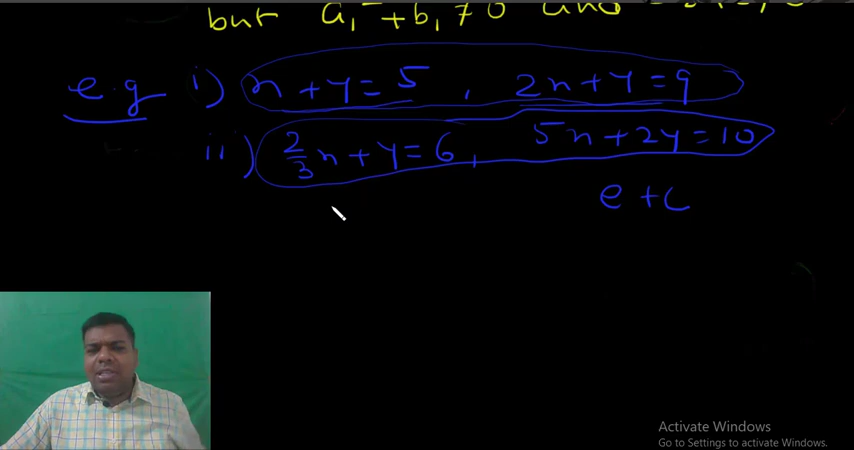 but a₁² + b₁ ≠ 0 and
e.g i) x + y = 5 , 2x + y = 9
ii) 2/3 x + y = 6 , 5x + 2y = 10
etc
Activate Windows
Go to Settings to activate Windows.